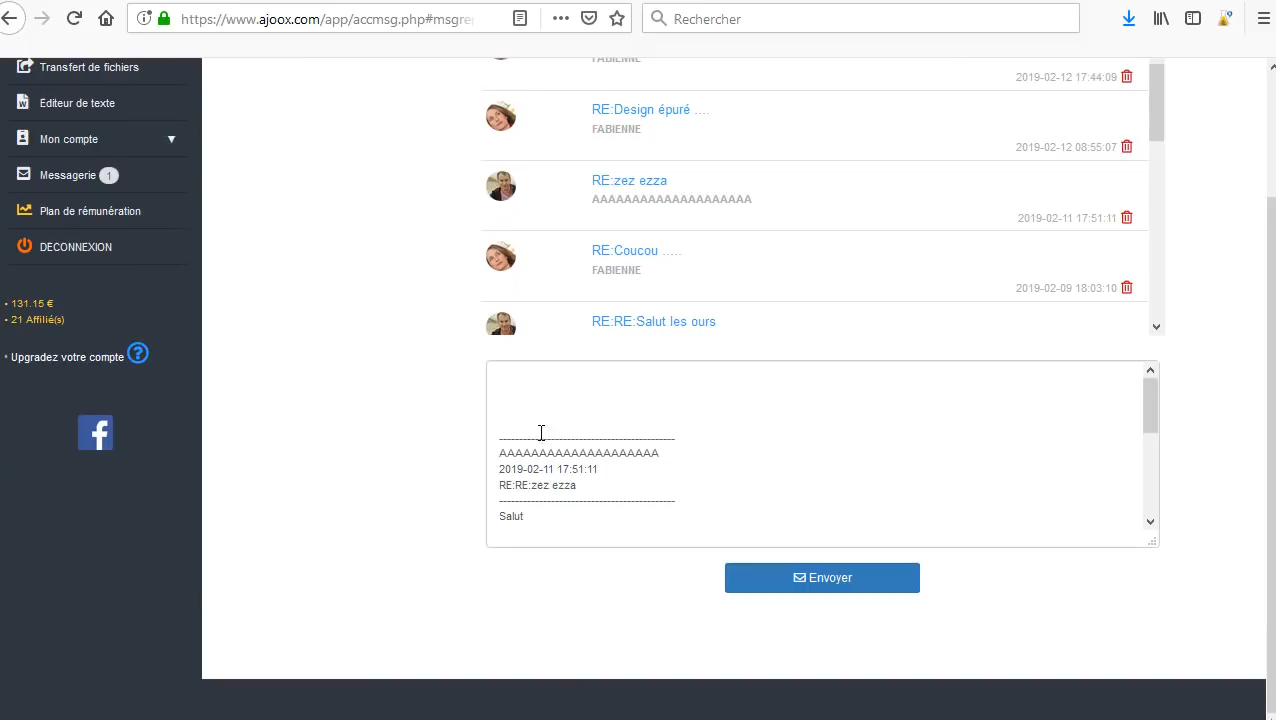 https://www.ajoox.com/app/accmsg.php#msgre
Rechercher
Transfert de fichiers
Editeur de texte
Mon compte
Messagerie 1
Plan de rémunération
DÉCONNEXION
• 131.15 €
• 21 Affilié(s)
• Upgradez votre compte
FABIENNE
2019-02-12 17:44:09
RE:Design épuré ....
FABIENNE
2019-02-12 08:55:07
RE:zez ezza
AAAAAAAAAAAAAAAAAAAA
2019-02-11 17:51:11
RE:Coucou .....
FABIENNE
2019-02-09 18:03:10
RE:RE:Salut les ours
--------------------------------------------
AAAAAAAAAAAAAAAAAAAA
2019-02-11 17:51:11
RE:RE:zez ezza
--------------------------------------------
Salut
Envoyer